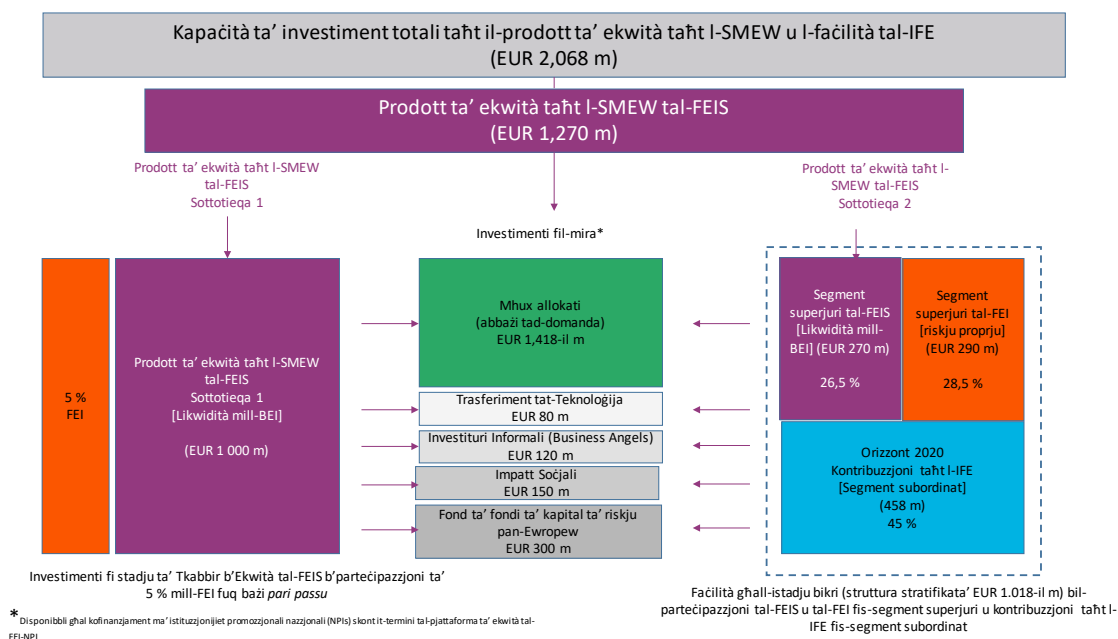 Kapaċità ta' investiment totali taħt il-prodott ta' ekwità taħt l-SMEW u l-faċilità tal-IFE
(EUR 2,068 m)
Prodott ta' ekwità taħt l-SMEW tal-FEIS
(EUR 1,270 m)
Prodott ta' ekwità taħt l-SMEW
tal-FEIS
Sottotieqa 1
Prodott ta' ekwità taħt l-
SMEW tal-FEIS
Sottotieqa 2
Investimenti fil-mira*
5 %
FEI
Prodott ta' ekwità taħt l-SMEW
tal-FEIS
Sottotieqa 1
[Likwidità mill-BEI]
(EUR 1 000 m)
Mhux allokati
(abbażi tad-domanda)
EUR 1,418-il m
Trasferiment tat-Teknoloġija
EUR 80 m
Investituri Informali (Business Angels)
EUR 120 m
Impatt Soċjali
EUR 150 m
Fond ta' fondi ta' kapital ta' riskju
pan-Ewropew
EUR 300 m
Segment
superjuri tal-FEIS
[Likwidità mill-
BEI] (EUR 270 m)
26,5 %
Segment
superjuri tal-FEI
[riskju proprju]
(EUR 290 m)
28,5 %
Orizzont 2020
Kontribuzzjoni taħt l-IFE
[Segment subordinat]
(458 m)
45 %
Investimenti fi stadju ta' Tkabbir b'Ekwità tal-FEIS b'parteċipazzjoni ta'
5 % mill-FEI fuq bażi pari passu
Faċilità għall-istadju bikri (struttura stratifikata' EUR 1.018-il m) bil-
parteċipazzjoni tal-FEIS u tal-FEI fis-segment superjuri u kontribuzzjoni taħt l-
IFE fis-segment subordinat
* Disponibbli għal kofinanzjament ma' istituzzjonijiet promozzjonali nazzjonali (NPIs) skont it-termini tal-pjattaforma ta' ekwità tal-
FEI-NPI